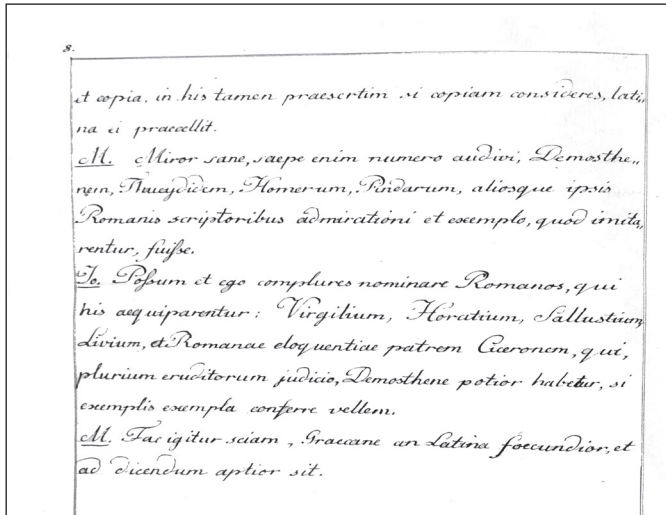 8.
et copia, in his tamen praesertim si copiam consideres, lati„
na ei praecellit.
M. Miror sane, saepe enim numero audivi, Demosthe„
nem, Thucydidem, Homerum, Pindarum, aliosque ipsis
Romanis scriptoribus admirationi et exemplo, quod imita„
rentur, fuiſse.
Jo. Poſsum et ego complures nominare Romanos, qui
his aequiparentur: Virgilium, Horatium, Sallustium,
Livium, et Romanae eloquentiae patrem Ciceronem, qui,
plurium eruditorum judicio, Demosthene potior habetur, si
exemplis exempla conferre vellem.
M. Fac igitur sciam, Graecane an Latina foecundior, et
ad dicendum aptior sit.